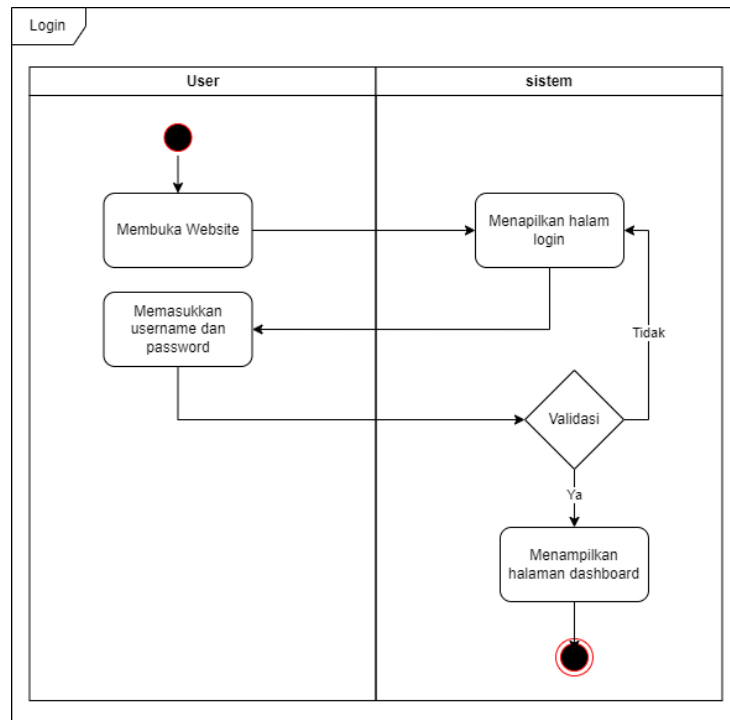 Login
User
sistem
Membuka Website
Menapilkan halam
login
Memasukkan
username dan
password
Tidak
Validasi
Ya
Menampilkan
halaman dashboard